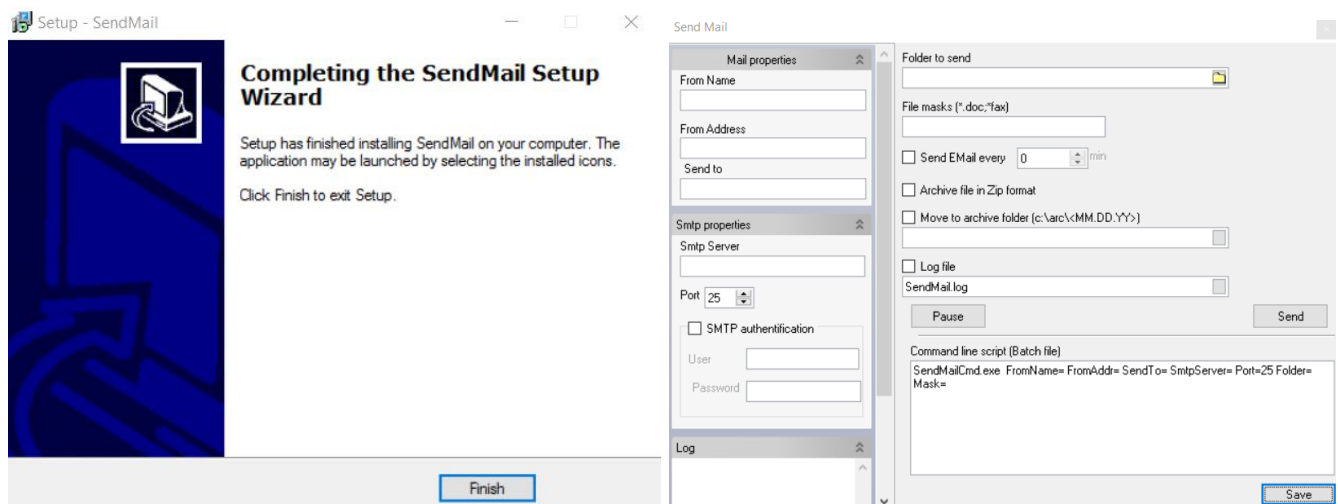 Setup - SendMail
Completing the SendMail Setup
Wizard
Setup has finished installing SendMail on your computer. The
application may be launched by selecting the installed icons.
Click Finish to exit Setup.
Finish
Send Mail
Mail properties
From Name
From Address
Send to
Smtp properties
Smtp Server
Port 25
SMTP authentification
User
Password
Log
Folder to send
File masks (*.doc;*fax)
Send EMail every 0 min
Archive file in Zip format
Move to archive folder (c:\arc\<MM.DD.YY>)
Log file
SendMail.log
Pause
Send
Command line script (Batch file)
SendMailCmd.exe FromName= FromAddr= SendTo= SmtpServer= Port=25 Folder=
Mask=
Save